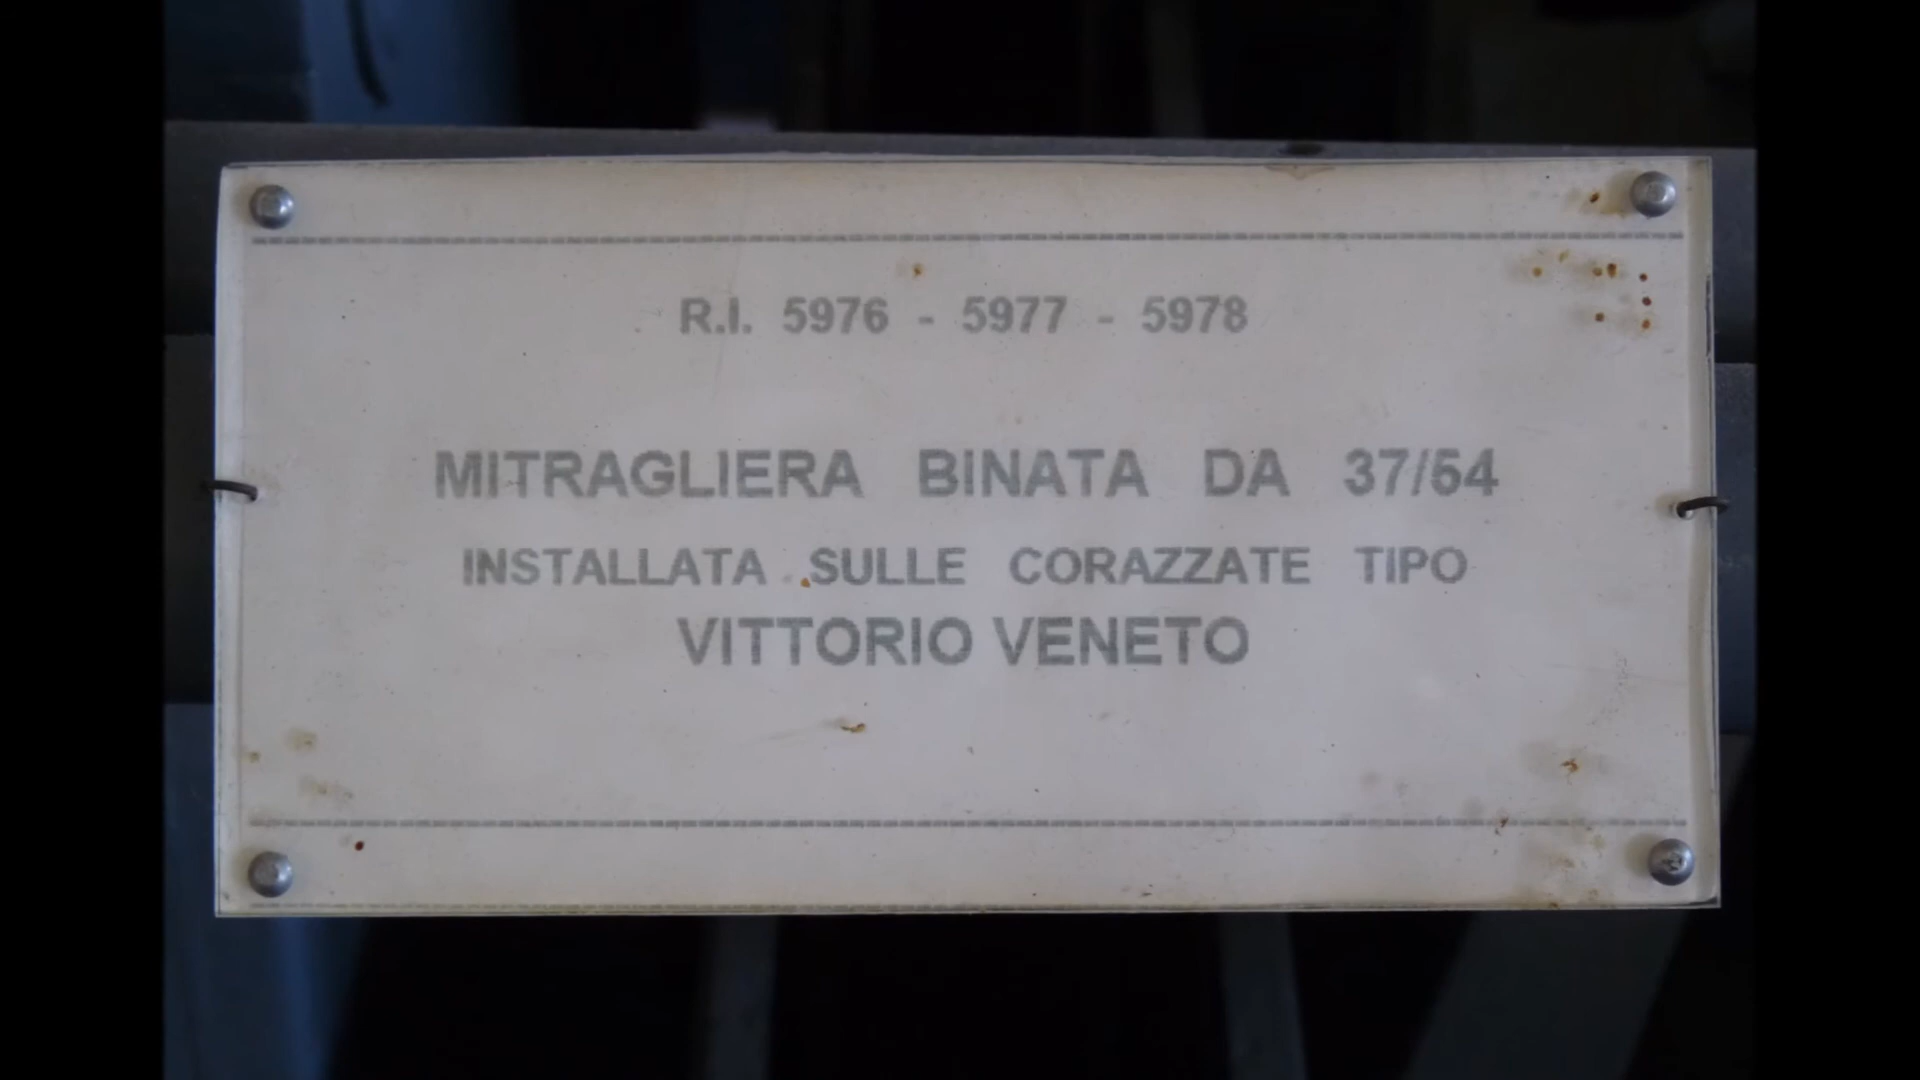 R.I. 5976 - 5977 - 5978
MITRAGLIERA BINATA DA 37/54
INSTALLATA SULLE CORAZZATE TIPO
VITTORIO VENETO